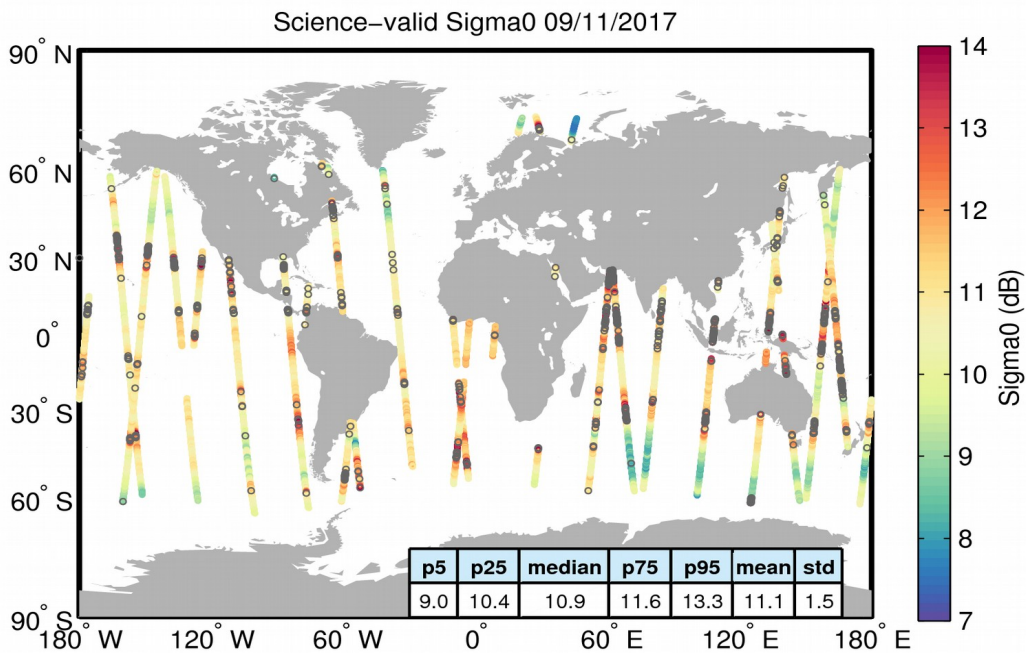 Science−valid Sigma0 09/11/2017
90° N
60° N
30° N
0°
30° S
60° S
90° S
180° W
120° W
60° W
0°
60° E
120° E
180° E
14
13
12
11
10
9
8
7
Sigma0 (dB)
p5 p25 median p75 p95 mean std
9.0 10.4 10.9 11.6 13.3 11.1 1.5